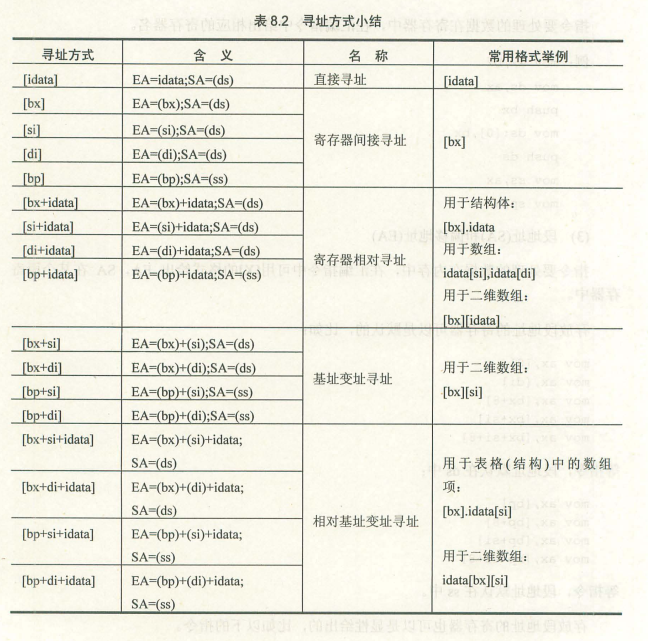 表 8.2 寻址方式小结
寻址方式 含 义 名 称 常用格式举例
[idata] EA=idata;SA=(ds) 直接寻址 [idata]
[bx] EA=(bx);SA=(ds)
[si] EA=(si);SA=(ds)
[di] EA=(di);SA=(ds)
[bp] EA=(bp);SA=(ss)
寄存器间接寻址 [bx]
[bx+idata] EA=(bx)+idata;SA=(ds)
[si+idata] EA=(si)+idata;SA=(ds)
[di+idata] EA=(di)+idata;SA=(ds)
[bp+idata] EA=(bp)+idata;SA=(ss)
寄存器相对寻址
用于结构体：
[bx].idata
用于数组：
idata[si],idata[di]
用于二维数组：
[bx][idata]
[bx+si] EA=(bx)+(si);SA=(ds)
[bx+di] EA=(bx)+(di);SA=(ds)
[bp+si] EA=(bp)+(si);SA=(ss)
[bp+di] EA=(bp)+(di);SA=(ss)
基址变址寻址
用于二维数组：
[bx][si]
[bx+si+idata] EA=(bx)+(si)+idata;
SA=(ds)
[bx+di+idata] EA=(bx)+(di)+idata;
SA=(ds)
[bp+si+idata] EA=(bp)+(si)+idata;
SA=(ss)
[bp+di+idata] EA=(bp)+(di)+idata;
SA=(ss)
相对基址变址寻址
用于表格(结构)中的数组
项：
[bx].idata[si]
用于二维数组：
idata[bx][si]